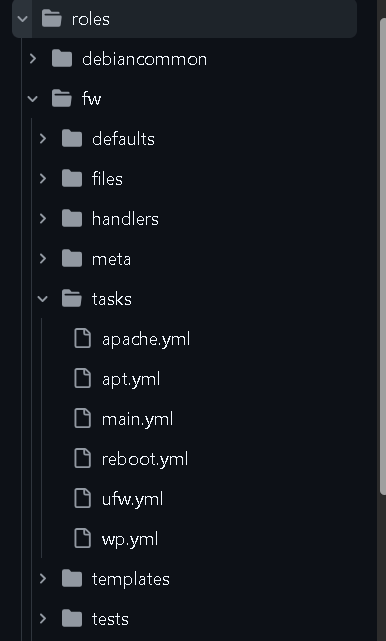 roles
debiancommon
fw
defaults
files
handlers
meta
tasks
apache.yml
apt.yml
main.yml
reboot.yml
ufw.yml
wp.yml
templates
tests